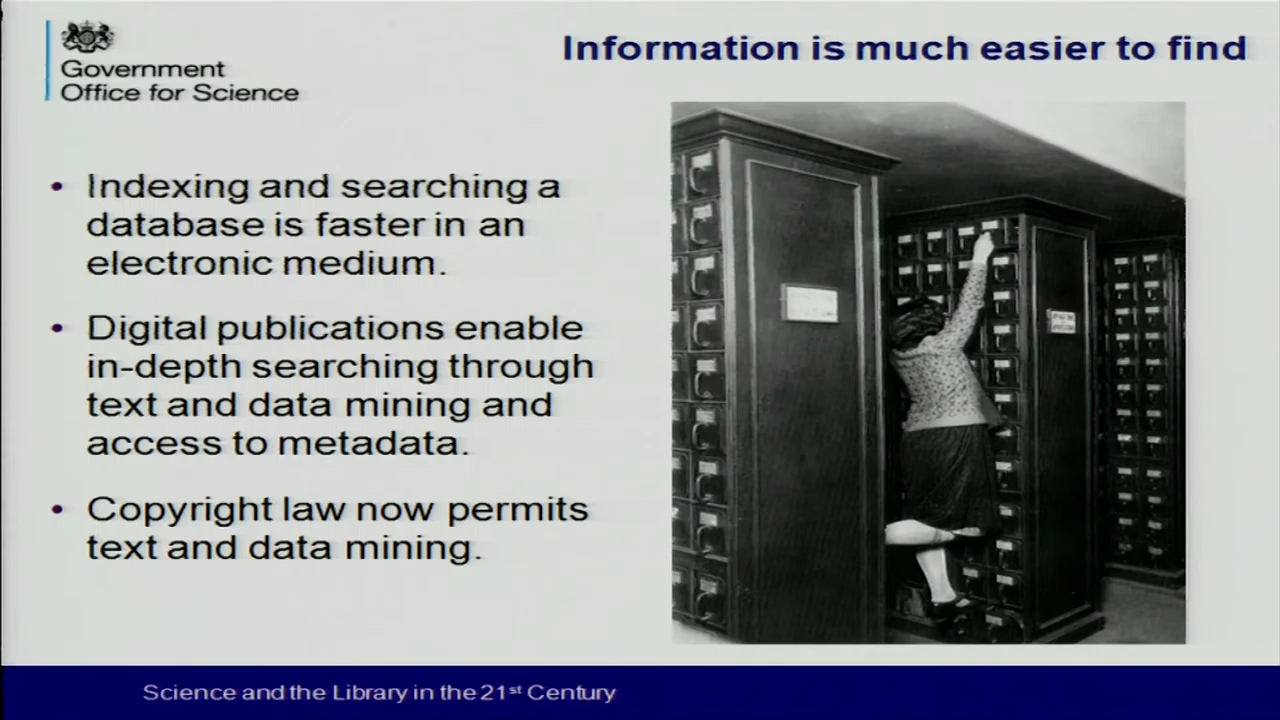 Government
Office for Science
Information is much easier to find
• Indexing and searching a
database is faster in an
electronic medium.
• Digital publications enable
in-depth searching through
text and data mining and
access to metadata.
• Copyright law now permits
text and data mining.
Science and the Library in the 21st Century